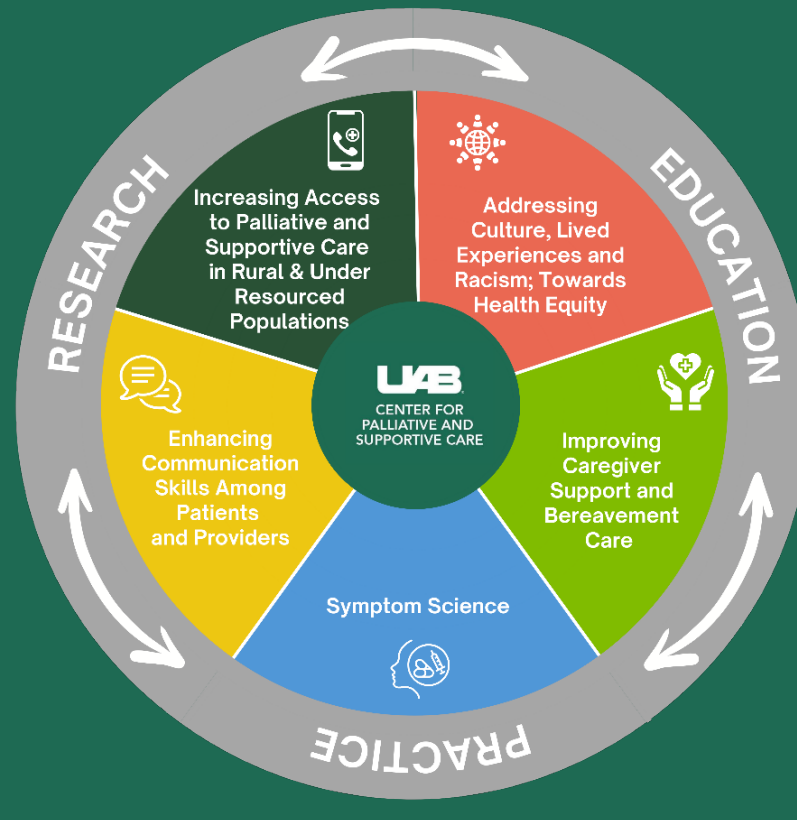 RESEARCH
EDUCATION
PRACTICE
Increasing Access
to Palliative and
Supportive Care
in Rural & Under
Resourced
Populations
Addressing
Culture, Lived
Experiences and
Racism; Towards
Health Equity
Improving
Caregiver
Support and
Bereavement
Care
Symptom Science
Enhancing
Communication
Skills Among
Patients
and Providers
UAB
CENTER FOR
PALLIATIVE AND
SUPPORTIVE CARE